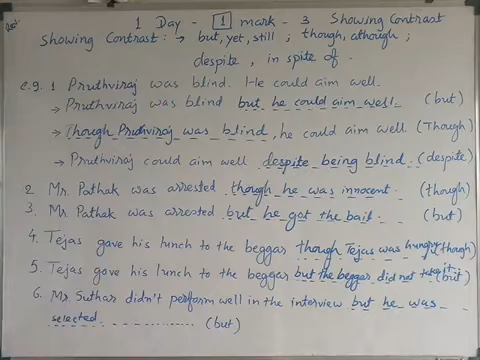 1 Day - 1 mark - 3 Showing Contrast
Showing Contrast : → but, yet, still ; though, athough ;
despite , in spite of .
e.g. 1 Pruthviraj was blind. He could aim well.
→ Pruthviraj was blind but he could aim well. (but)
→ Though Pruthviraj was blind, he could aim well (Though)
→ Pruthviraj could aim well despite being blind. (despite)
2. Mr. Pathak was arrested though he was innocent. (though)
3. Mr. Pathak was arrested but he got the bail. (but)
4. Tejas gave his lunch to the beggar though Tejas was hungry (though)
5. Tejas gave his lunch to the beggar but the beggar did not take it. (but)
6. Mr. Suthar didn't perform well in the interview but he was
selected. ............ (but)